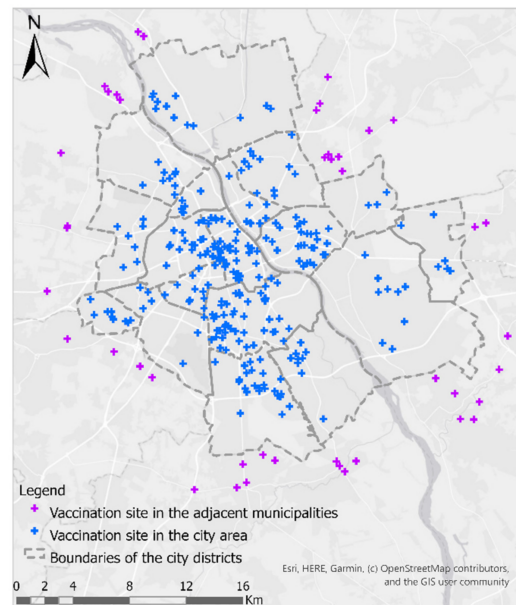 N
Legend
Vaccination site in the adjacent municipalities
Vaccination site in the city area
Boundaries of the city districts
Esri, HERE, Garmin, (c) OpenStreetMap contributors,
and the GIS user community
0 2 4 8 12 16
Km